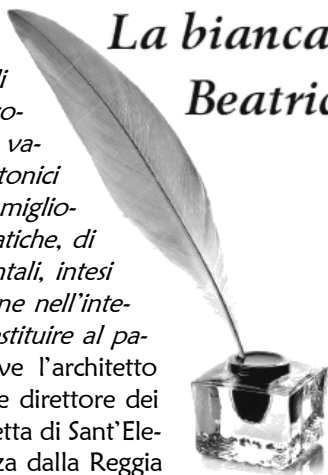 La bianca
Beatric
di
ro-
va-
tonici
miglio-
atiche, di
ntali, intesi
ne nell'inte-
estituire al pa-
ve l'architetto
e direttore dei
etta di Sant'Ele-
za dalla Reggia